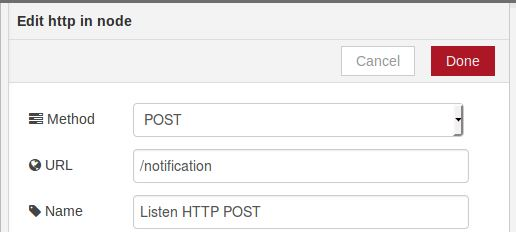 Edit http in node
Cancel Done
Method POST
URL /notification
Name Listen HTTP POST